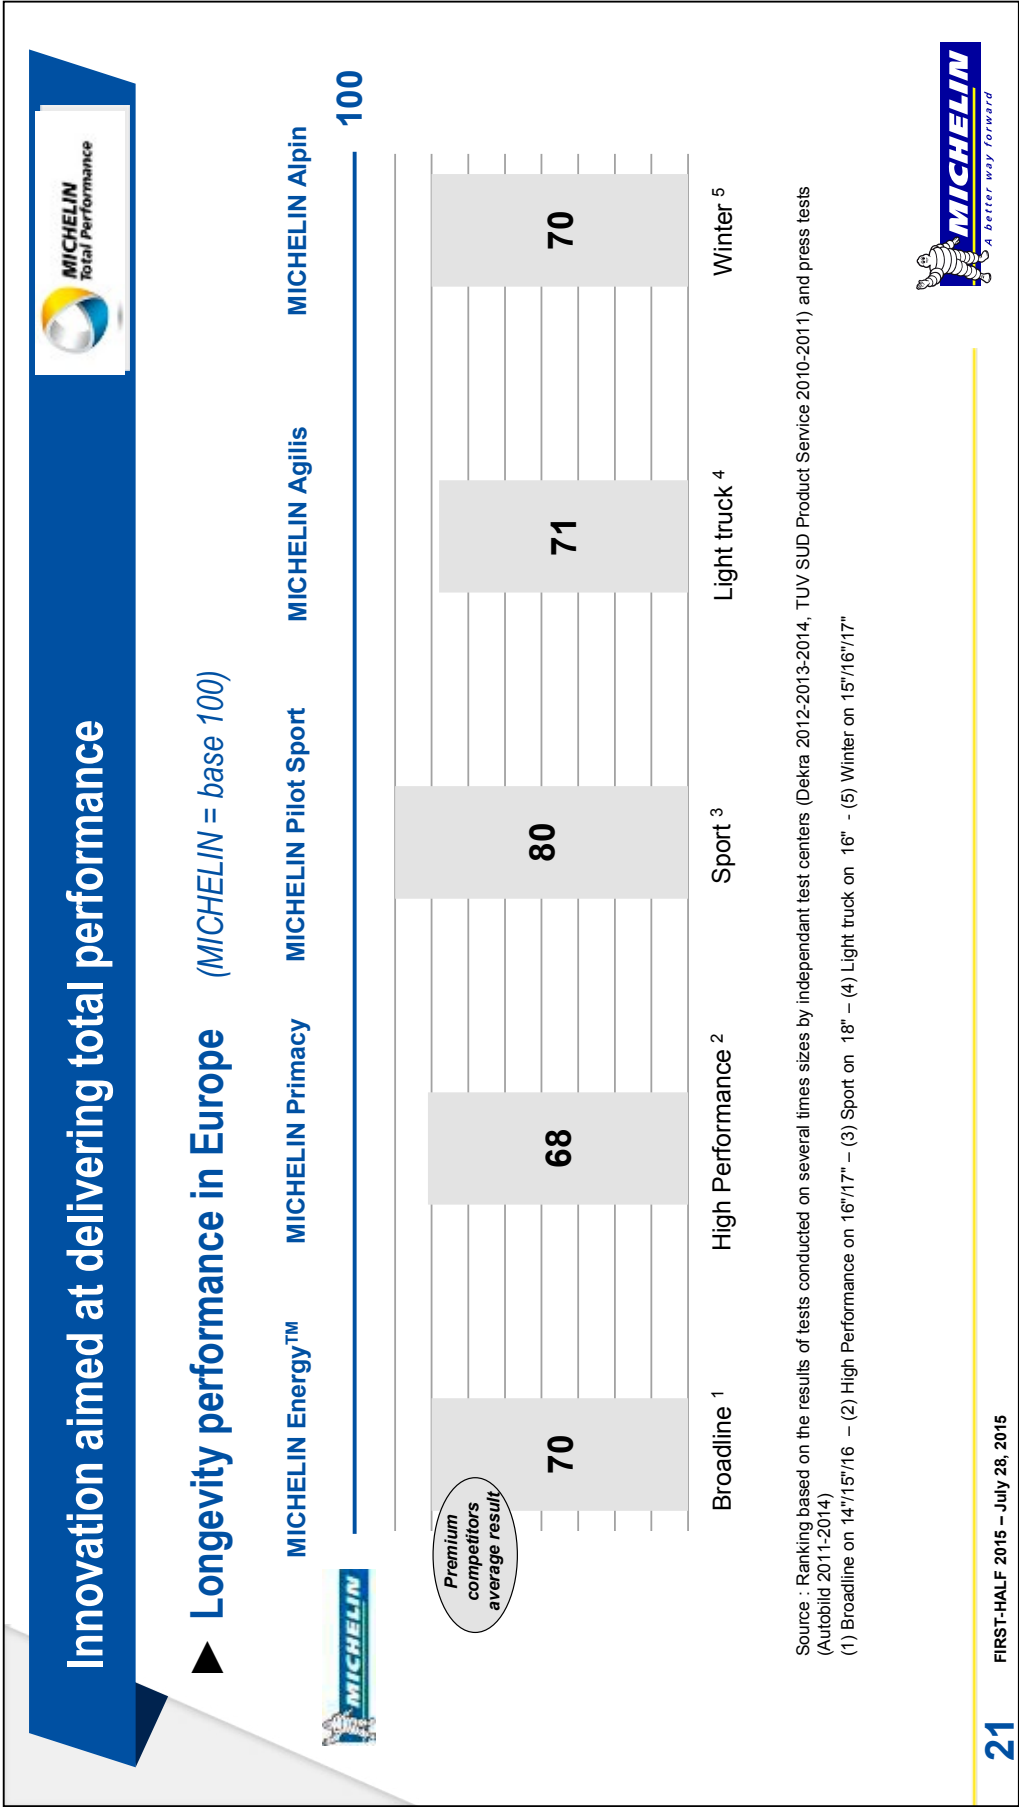 Innovation aimed at delivering total performance
MICHELIN
Total Performance
► Longevity performance in Europe (MICHELIN = base 100)
MICHELIN Energy™ MICHELIN Primacy MICHELIN Pilot Sport MICHELIN Agilis MICHELIN Alpin
MICHELIN
100
Premium
competitors
average result
70 68 80 71 70
Broadline ¹ High Performance ² Sport ³ Light truck ⁴ Winter ⁵
Source : Ranking based on the results of tests conducted on several times sizes by independant test centers (Dekra 2012-2013-2014, TUV SUD Product Service 2010-2011) and press tests
(Autobild 2011-2014)
(1) Broadline on 14"/15"/16 – (2) High Performance on 16"/17" – (3) Sport on 18" – (4) Light truck on 16" - (5) Winter on 15"/16"/17"
21
FIRST-HALF 2015 – July 28, 2015
MICHELIN
A better way forward